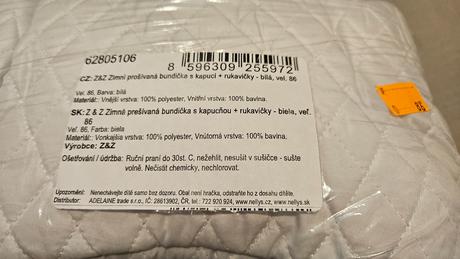 62805106
8 596309 255972
CZ: Z&Z Zimní prošívaná bundička s kapucí + rukavičky - bílá, vel. 86
Vel. 86, Barva: bílá
Materiál:: Vnější vrstva: 100% polyester, Vnitřní vrstva: 100% bavlna.
SK: Z & Z Zimné prešívaná bundička s kapucňou + rukavičky - biela, veľ.
86
Veľ. 86, Farba: biela
Materiál:: Vonkajšia vrstva: 100% polyester, Vnútorná vrstva: 100% bavlna.
Výrobce: Z&Z
Ošetřování / údržba: Ruční praní do 30st. C, nežehlit, nesušit v sušičce - sušte
volně. Nečistit chemicky, nechlorovat.
Upozornění: Nenechávejte dítě samo bez dozoru. Obal není hračka, odstraňte ho z dosahu dítěte.
Distributor: ADELAINE trade s.r.o., IČ: 28613902, ČR, tel.: 722 920 924, www.nellys.cz, www.nellys.sk